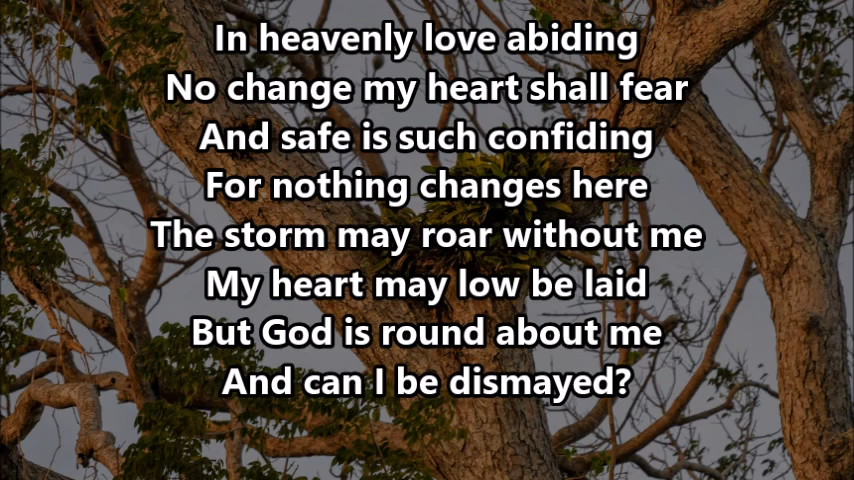 In heavenly love abiding
No change my heart shall fear
And safe is such confiding
For nothing changes here
The storm may roar without me
My heart may low be laid
But God is round about me
And can I be dismayed?